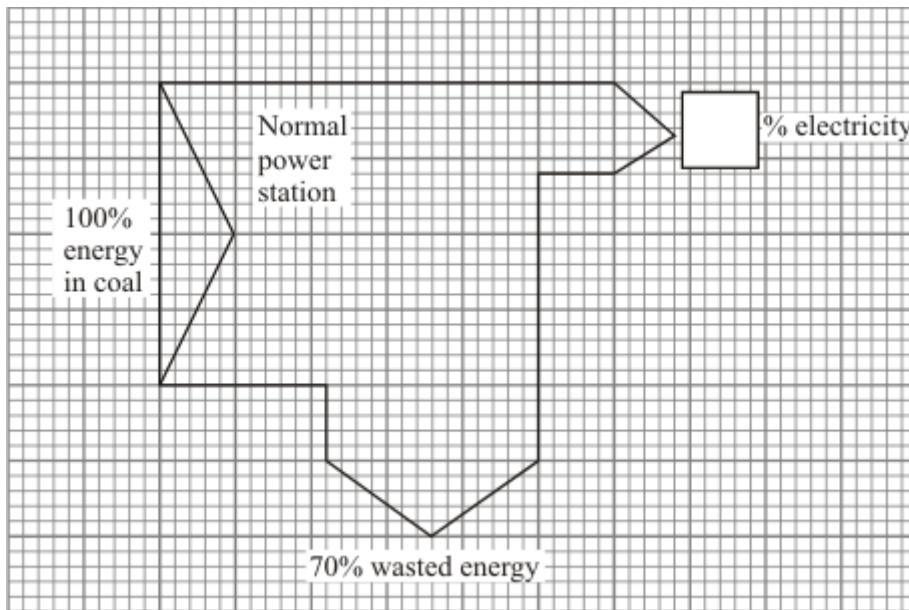 Normal
power
station
% electricity
100%
energy
in coal
70% wasted energy